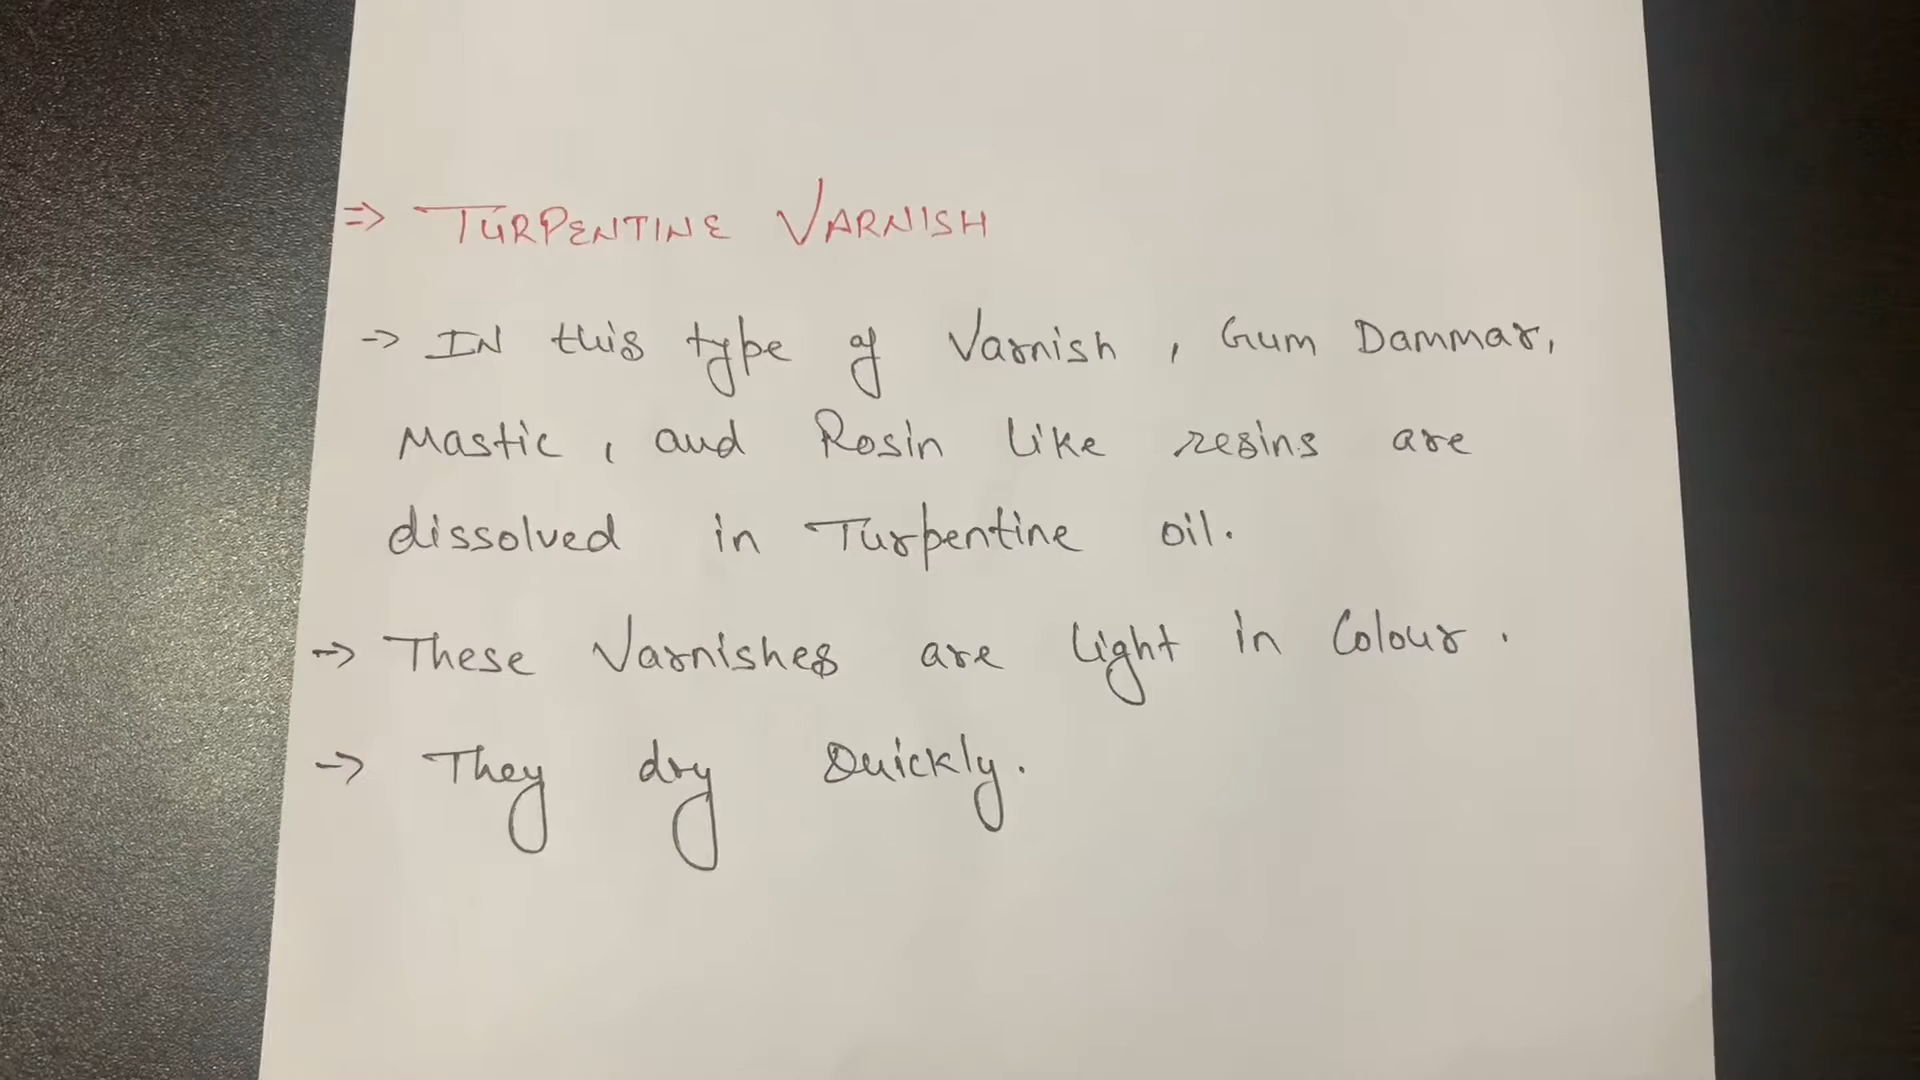 ⇒ TURPENTINE VARNISH
→ IN this type of Varnish, Gum Dammar,
Mastic, and Rosin like resins are
dissolved in Turpentine oil.
→ These Varnishes are light in Colour.
→ They dry Quickly.